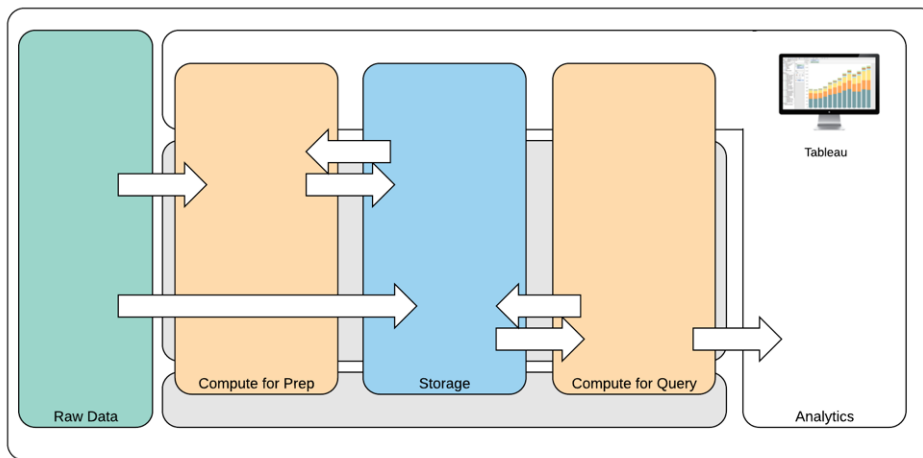 Tableau
Compute for Prep
Storage
Compute for Query
Raw Data
Analytics